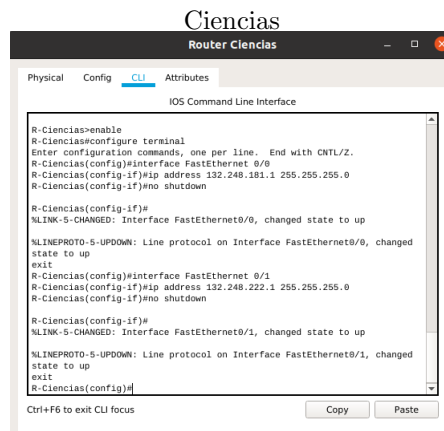 Ciencias
Router Ciencias
Physical Config CLI Attributes
IOS Command Line Interface
R-Ciencias>enable
R-Ciencias#configure terminal
Enter configuration commands, one per line. End with CNTL/Z.
R-Ciencias(config)#interface FastEthernet 0/0
R-Ciencias(config-if)#ip address 132.248.181.1 255.255.255.0
R-Ciencias(config-if)#no shutdown
R-Ciencias(config-if)#
%LINK-5-CHANGED: Interface FastEthernet0/0, changed state to up
%LINEPROTO-5-UPDOWN: Line protocol on Interface FastEthernet0/0, changed
state to up
exit
R-Ciencias(config)#interface FastEthernet 0/1
R-Ciencias(config-if)#ip address 132.248.222.1 255.255.255.0
R-Ciencias(config-if)#no shutdown
R-Ciencias(config-if)#
%LINK-5-CHANGED: Interface FastEthernet0/1, changed state to up
%LINEPROTO-5-UPDOWN: Line protocol on Interface FastEthernet0/1, changed
state to up
exit
R-Ciencias(config)#
Ctrl+F6 to exit CLI focus Copy Paste